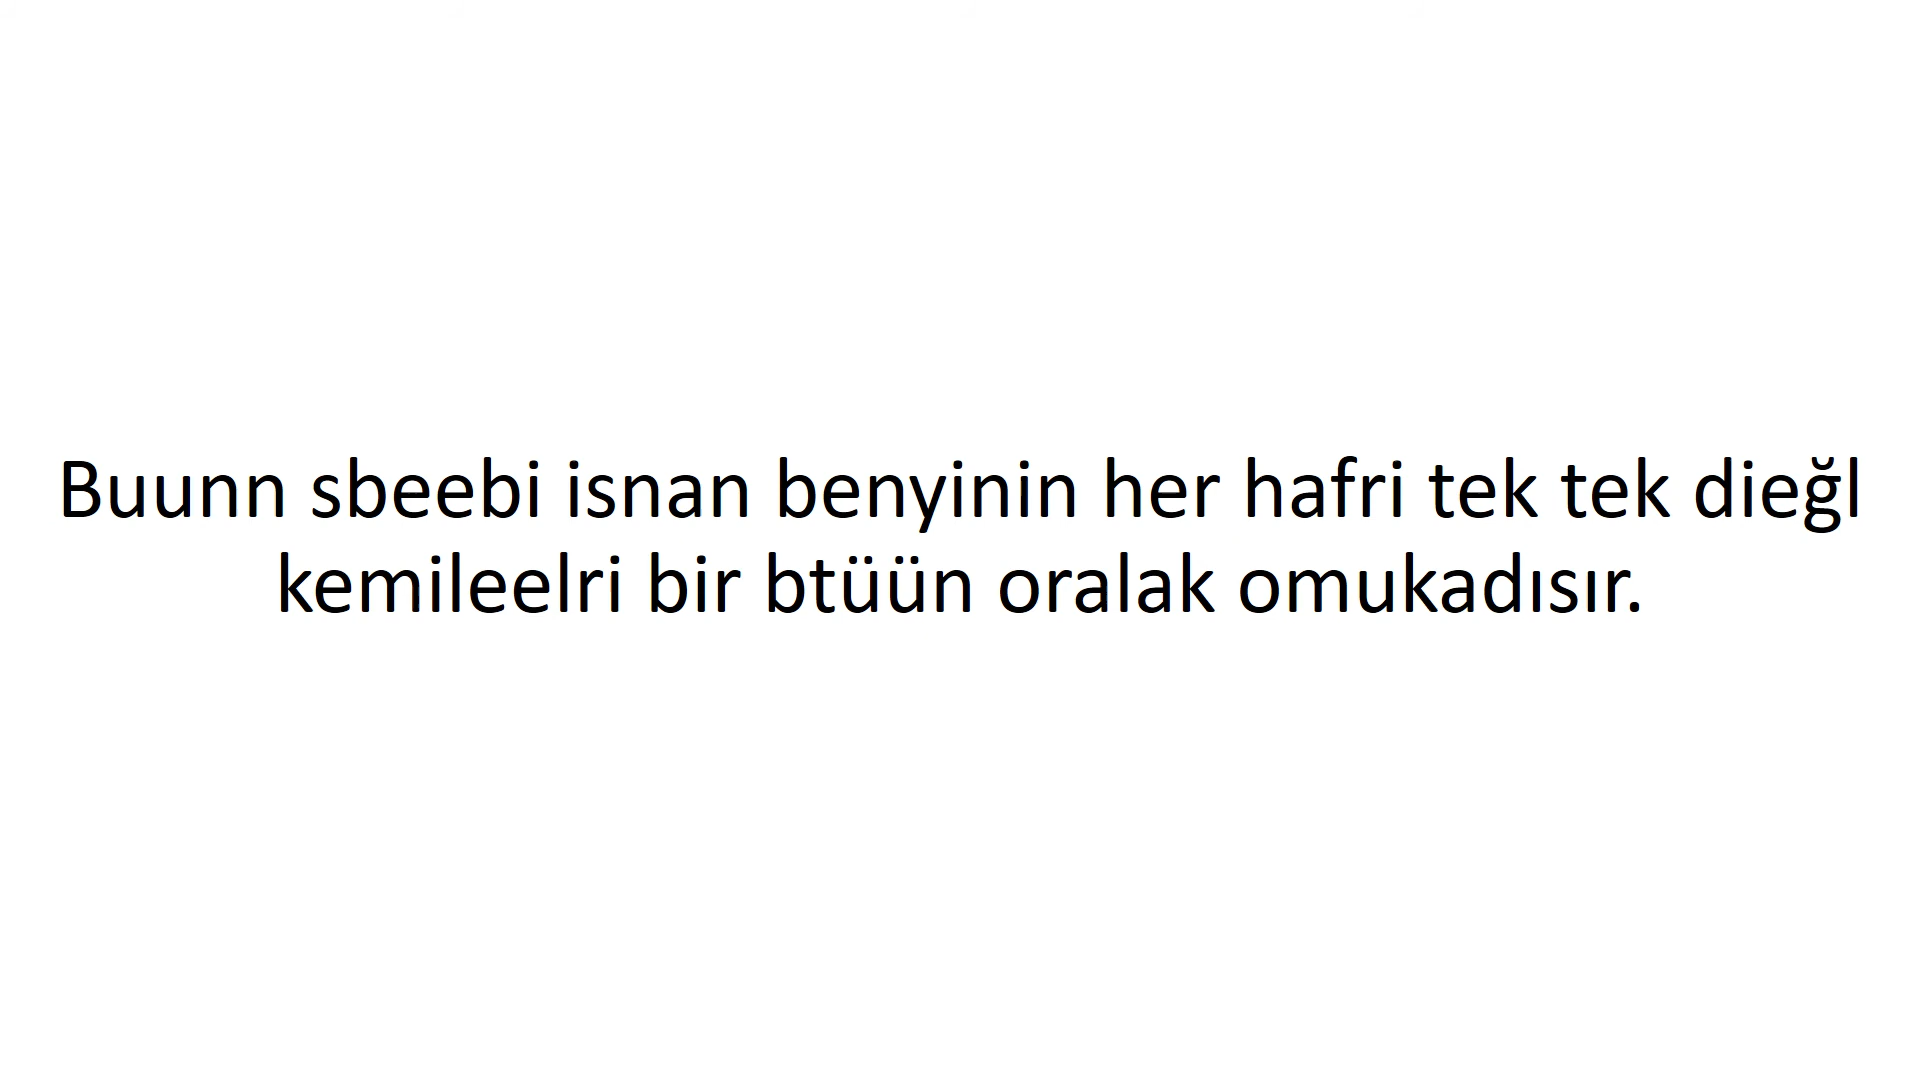 Buunn sbeebi isnan benyinin her hafri tek tek dieğl
kemileelri bir btüün oralak omukadısır.